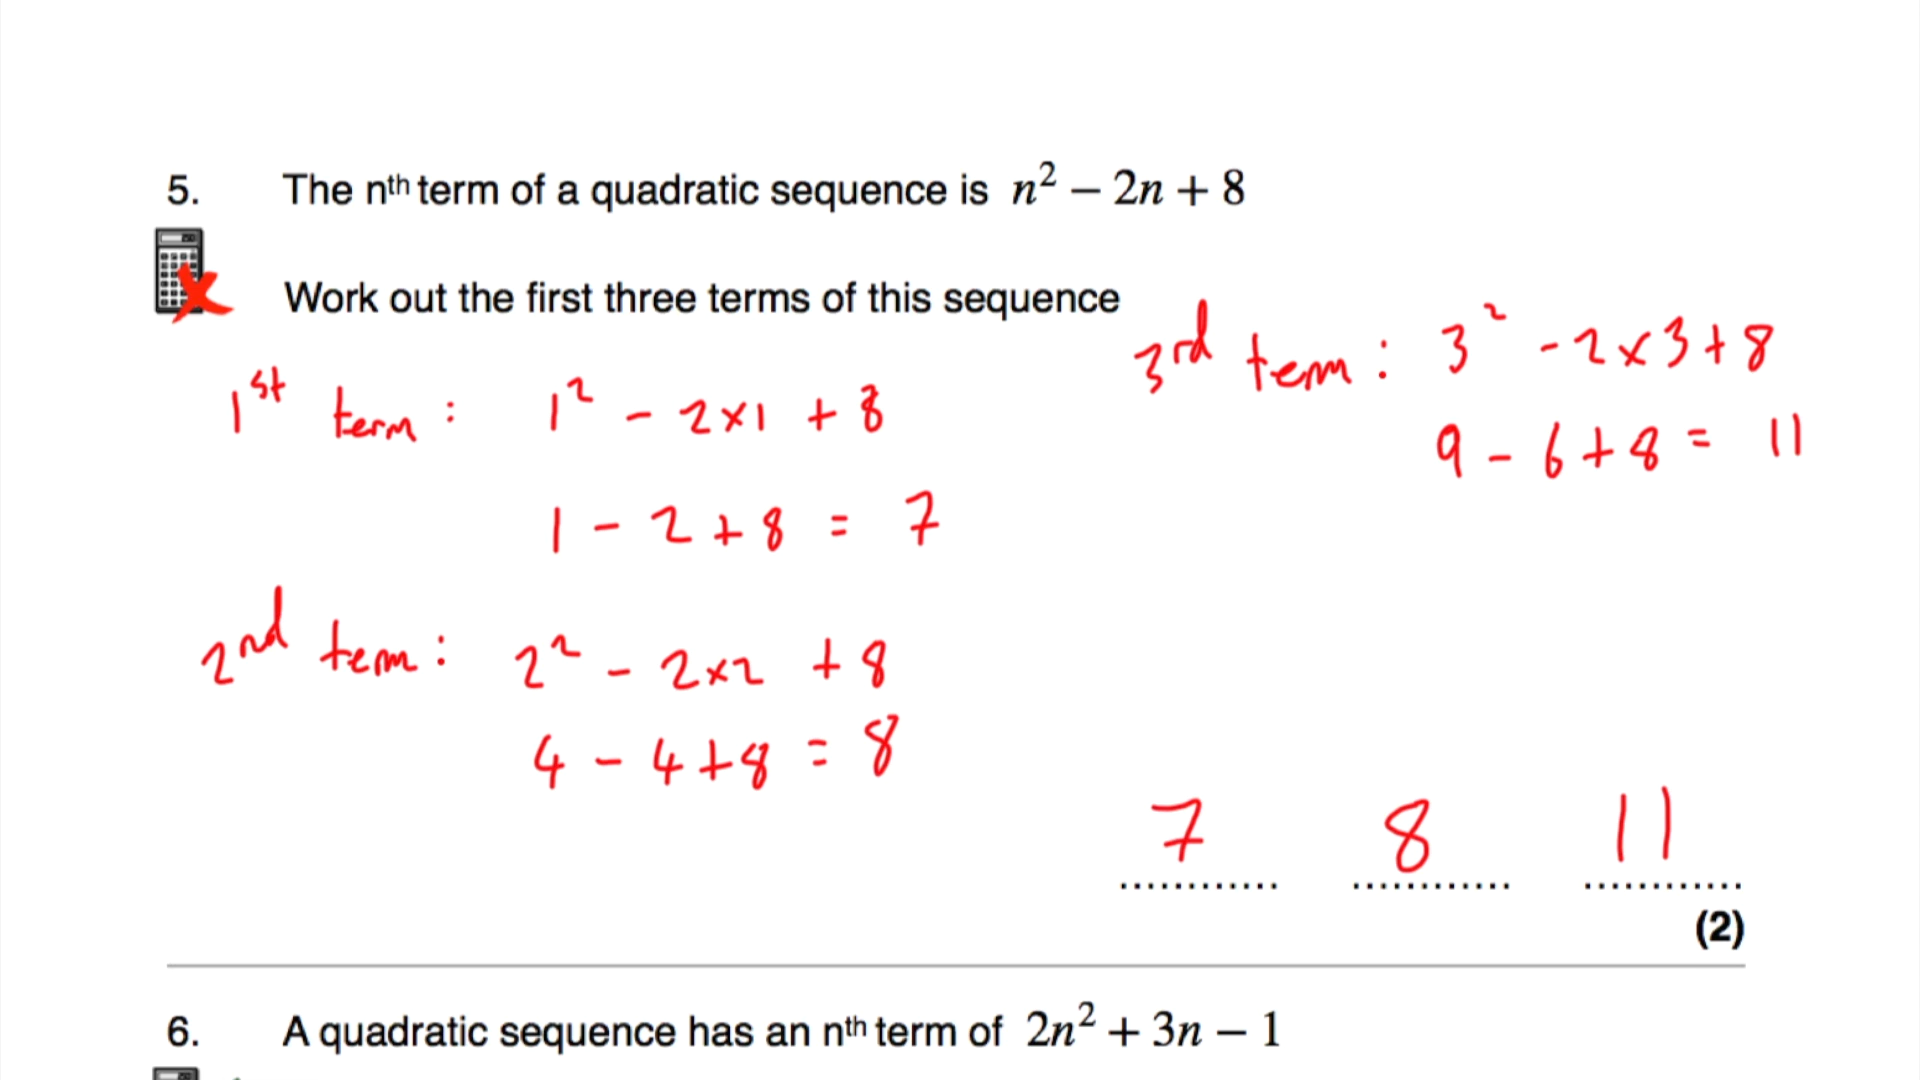 5. The nth term of a quadratic sequence is n² − 2n + 8
Work out the first three terms of this sequence
1st term : 1² - 2×1 + 8
1 - 2 + 8 = 7
2nd term : 2² - 2×2 + 8
4 - 4 + 8 = 8
3rd term : 3² - 2×3 + 8
9 - 6 + 8 = 11
7 8 11
(2)
6. A quadratic sequence has an nth term of 2n² + 3n − 1